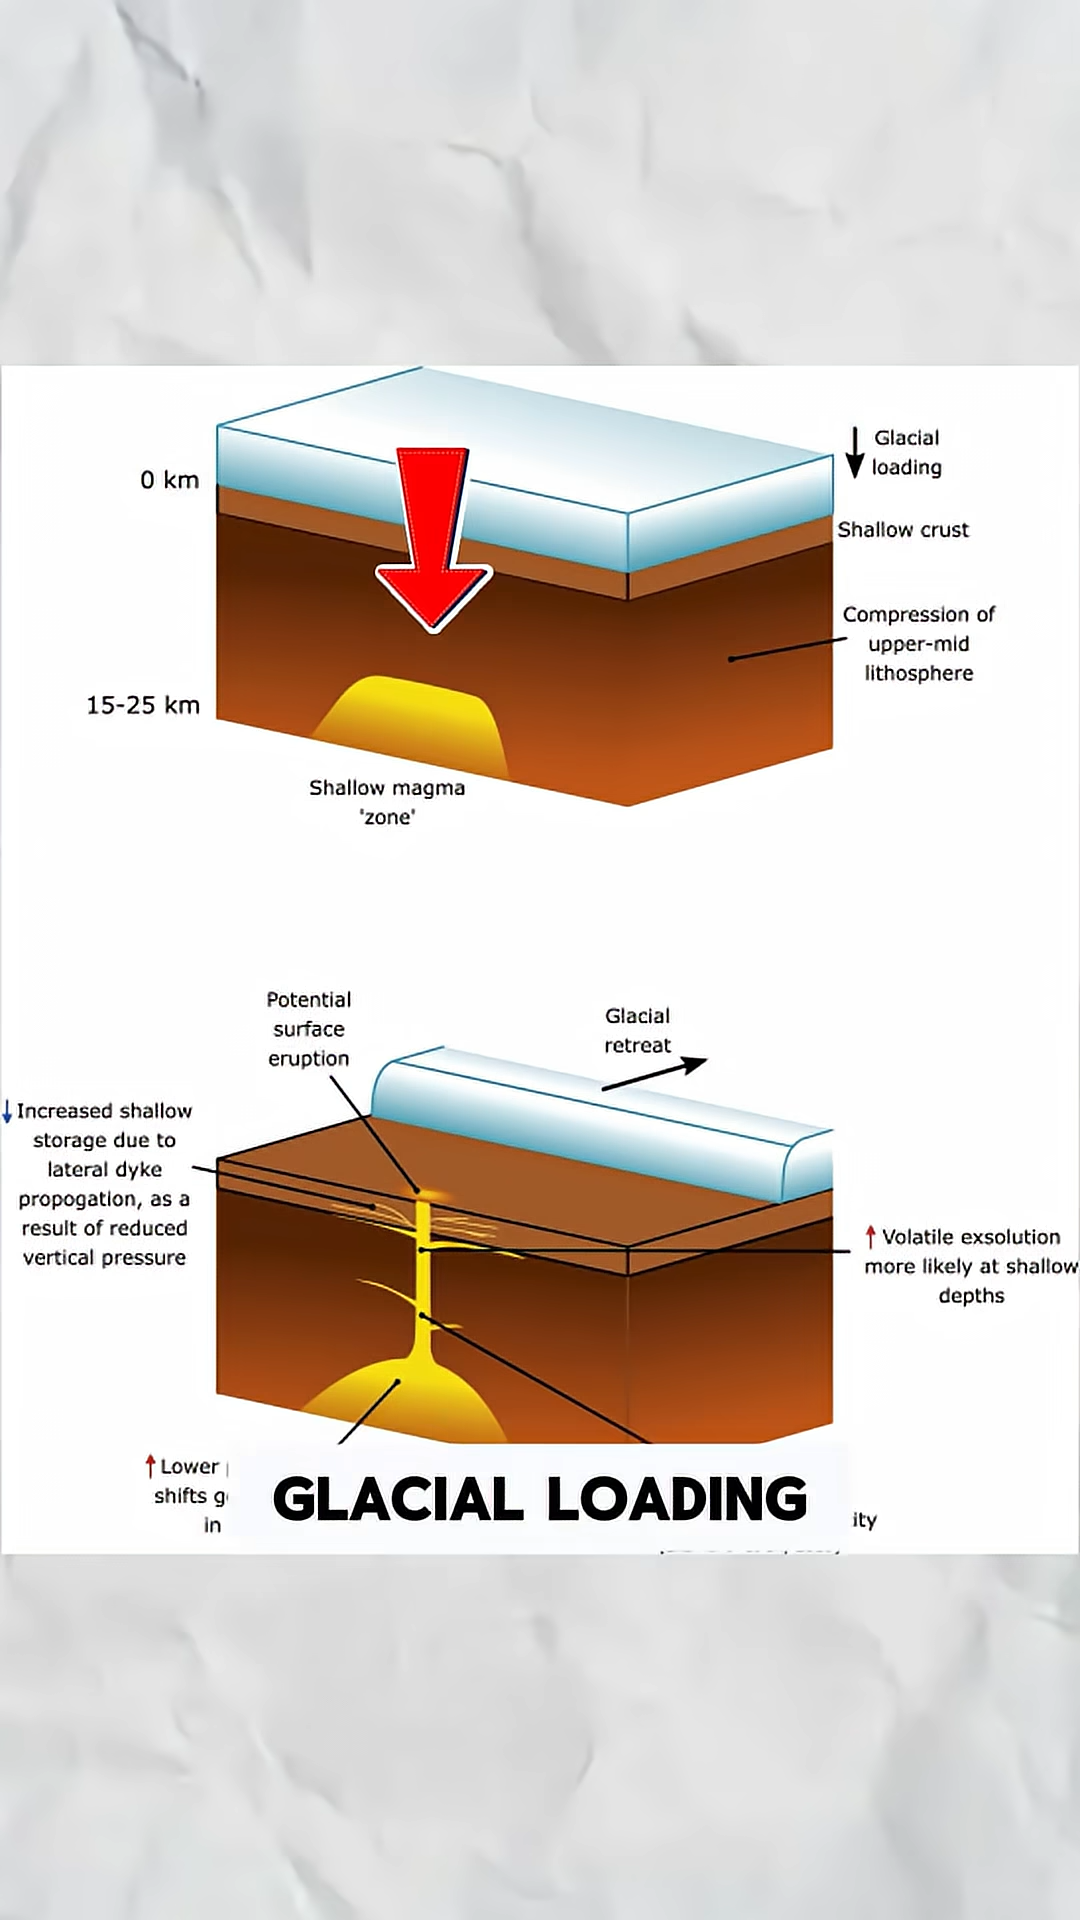 0 km
Glacial
loading
Shallow crust
Compression of
upper-mid
lithosphere
15-25 km
Shallow magma
'zone'
Potential
surface
eruption
Glacial
retreat
Increased shallow
storage due to
lateral dyke
propogation, as a
result of reduced
vertical pressure
Volatile exsolution
more likely at shallow
depths
Lower
shifts
in
GLACIAL LOADING